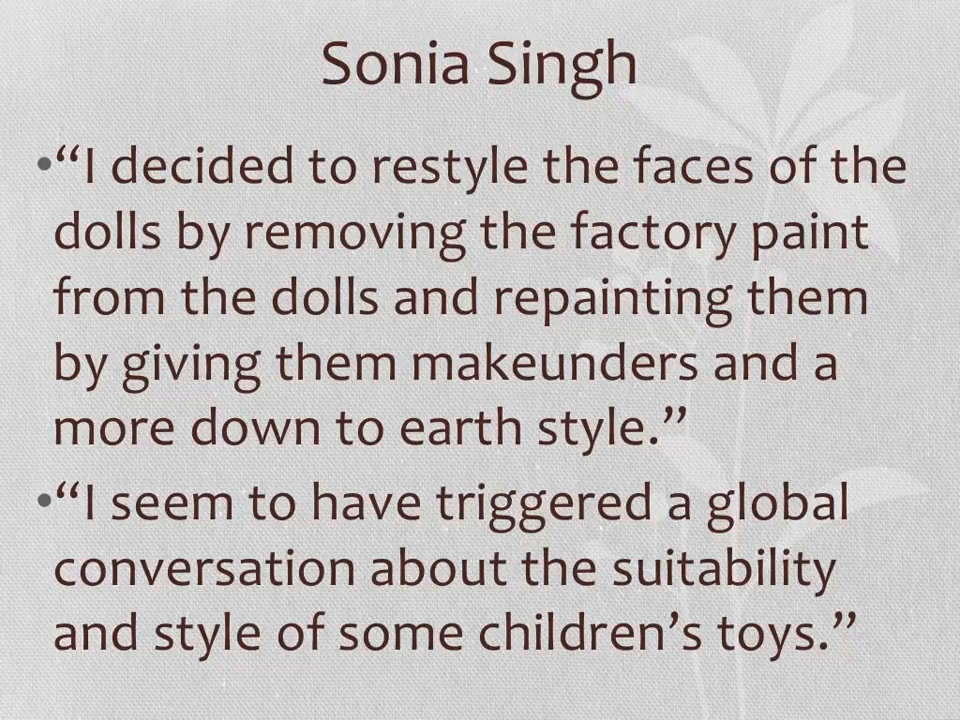 Sonia Singh
• “I decided to restyle the faces of the
dolls by removing the factory paint
from the dolls and repainting them
by giving them makeunders and a
more down to earth style.”
• “I seem to have triggered a global
conversation about the suitability
and style of some children’s toys.”